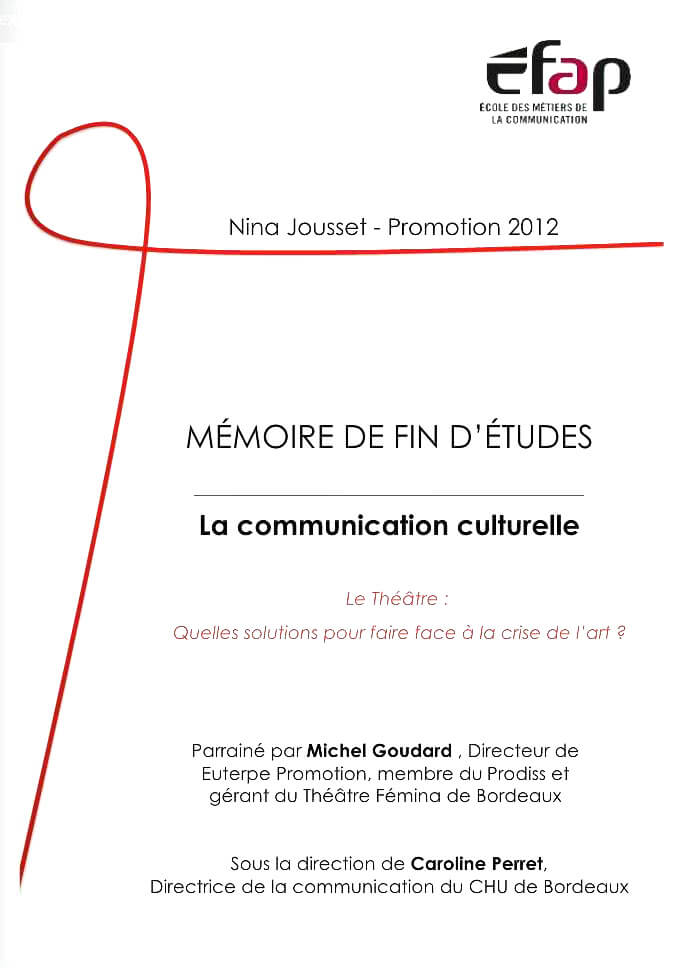 efap
ÉCOLE DES MÉTIERS DE
LA COMMUNICATION
Nina Jousset - Promotion 2012
MÉMOIRE DE FIN D'ÉTUDES
La communication culturelle
Le Théâtre :
Quelles solutions pour faire face à la crise de l'art ?
Parrainé par Michel Goudard , Directeur de
Euterpe Promotion, membre du Prodiss et
gérant du Théâtre Fémina de Bordeaux
Sous la direction de Caroline Perret,
Directrice de la communication du CHU de Bordeaux